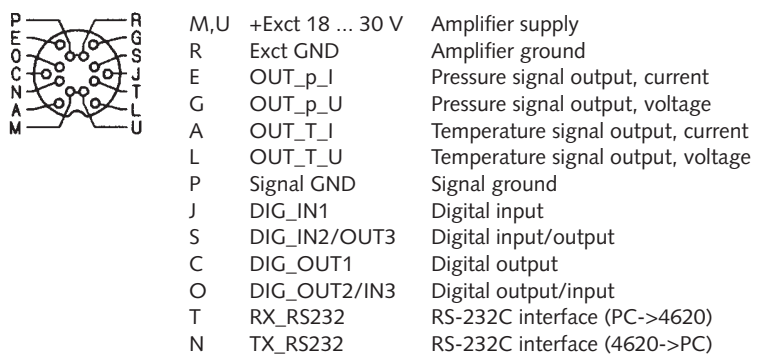 P R
E G
O S
C J
N T
A L
M U
M,U +Exct 18 ... 30 V Amplifier supply
R Exct GND Amplifier ground
E OUT_p_I Pressure signal output, current
G OUT_p_U Pressure signal output, voltage
A OUT_T_I Temperature signal output, current
L OUT_T_U Temperature signal output, voltage
P Signal GND Signal ground
J DIG_IN1 Digital input
S DIG_IN2/OUT3 Digital input/output
C DIG_OUT1 Digital output
O DIG_OUT2/IN3 Digital output/input
T RX_RS232 RS-232C interface (PC->4620)
N TX_RS232 RS-232C interface (4620->PC)